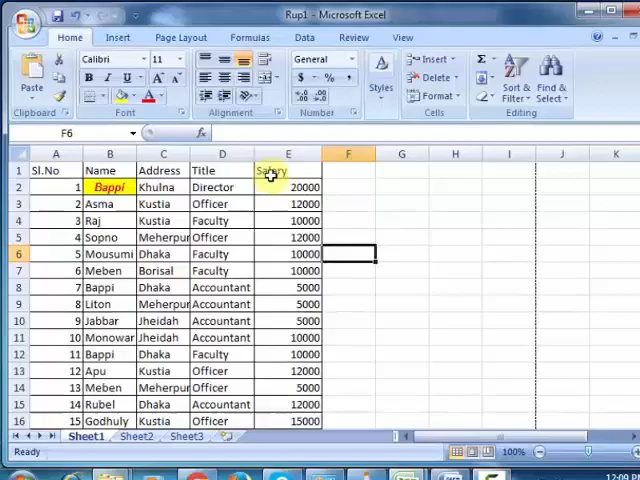 Rup1 - Microsoft Excel
Home Insert Page Layout Formulas Data Review View
Paste
Clipboard
Calibri 11
B I U
Font
Alignment
General
$ % ,
Number
Styles
Insert
Delete
Format
Cells
Sort & Filter
Find & Select
Editing
F6 fx
A B C D E F G H I J K
1 Sl.No Name Address Title Salary
2 1 Bappi Khulna Director 20000
3 2 Asma Kustia Officer 12000
4 3 Raj Kustia Faculty 10000
5 4 Sopno Meherpur Officer 12000
6 5 Mousumi Dhaka Faculty 10000
7 6 Meben Borisal Faculty 10000
8 7 Bappi Dhaka Accountant 5000
9 8 Liton Meherpur Accountant 5000
10 9 Jabbar Jheidah Accountant 5000
11 10 Monowar Jheidah Accountant 10000
12 11 Bappi Dhaka Faculty 10000
13 12 Apu Kustia Officer 12000
14 13 Meben Meherpur Officer 5000
15 14 Rubel Dhaka Accountant 12000
16 15 Godhuly Kustia Officer 15000
Sheet1 Sheet2 Sheet3
Ready 100%
12:09 PM